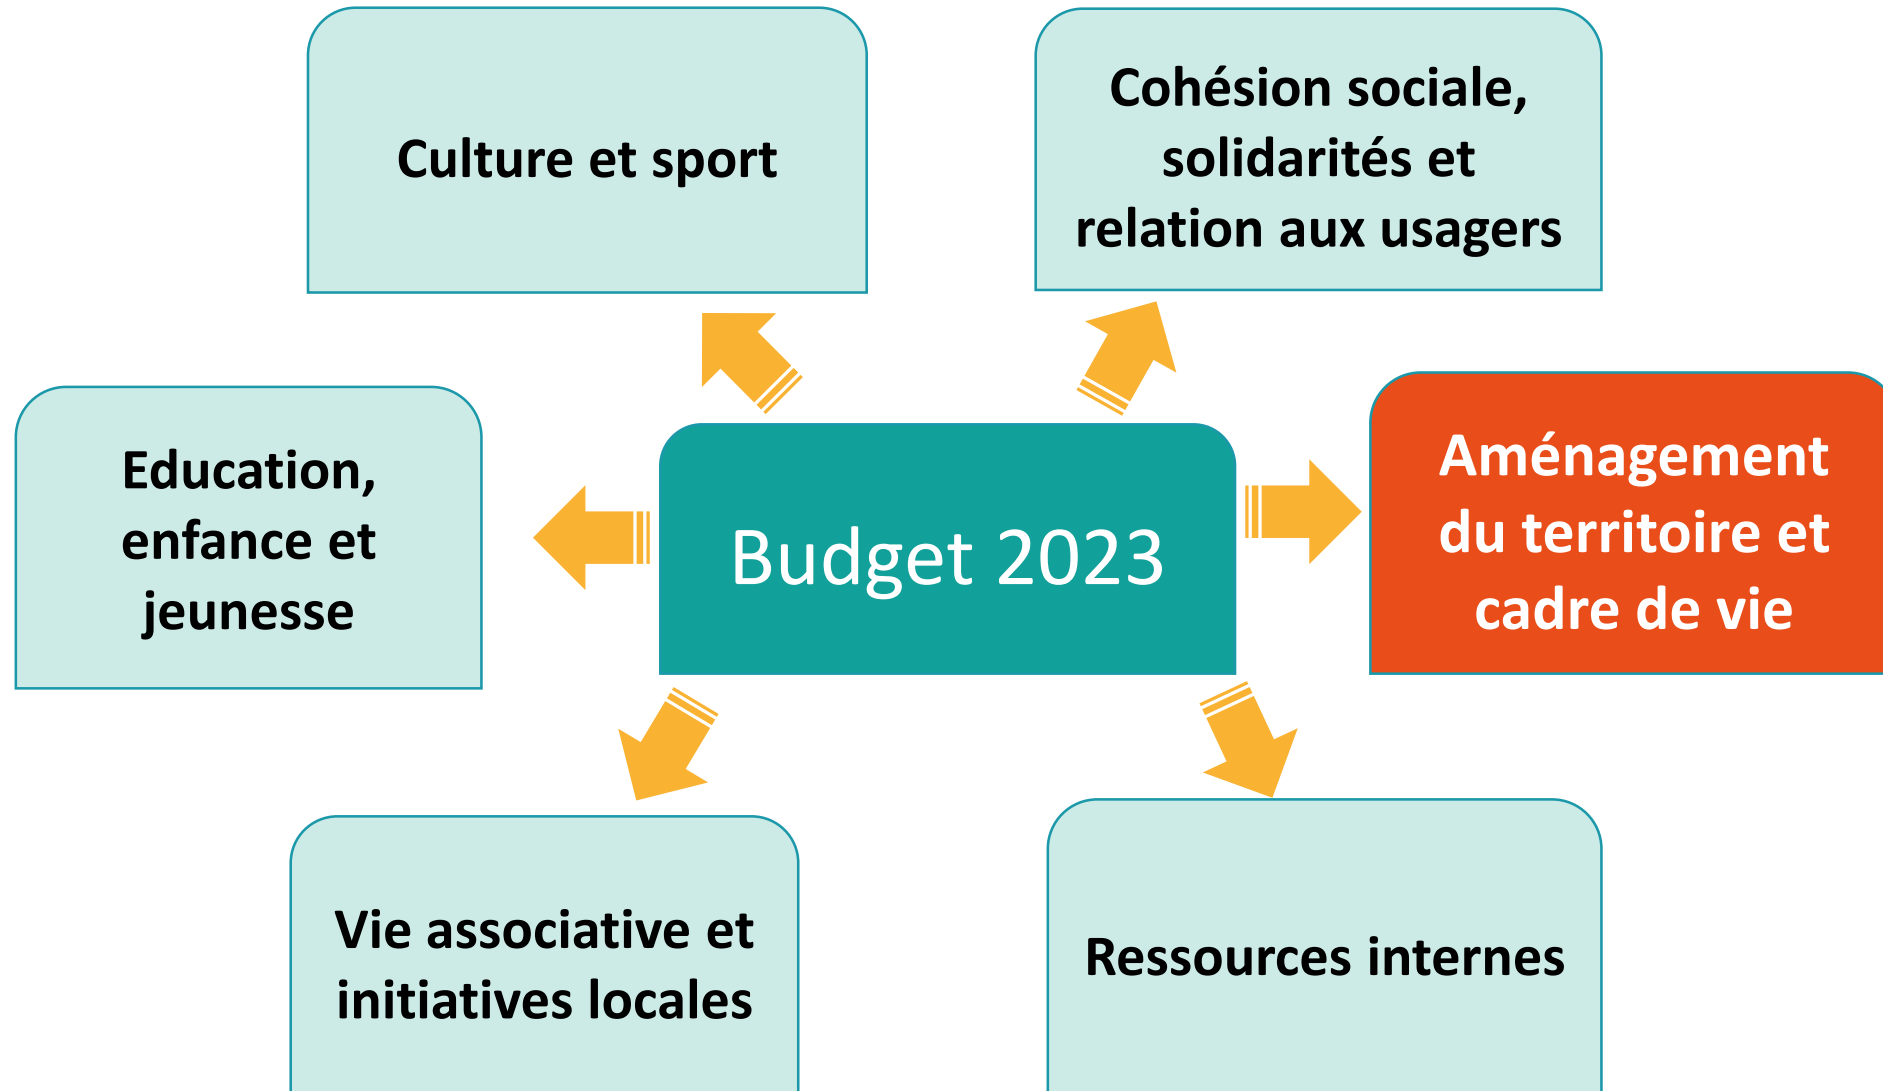 Culture et sport
Cohésion sociale,
solidarités et
relation aux usagers
Education,
enfance et
jeunesse
Budget 2023
Aménagement
du territoire et
cadre de vie
Vie associative et
initiatives locales
Ressources internes